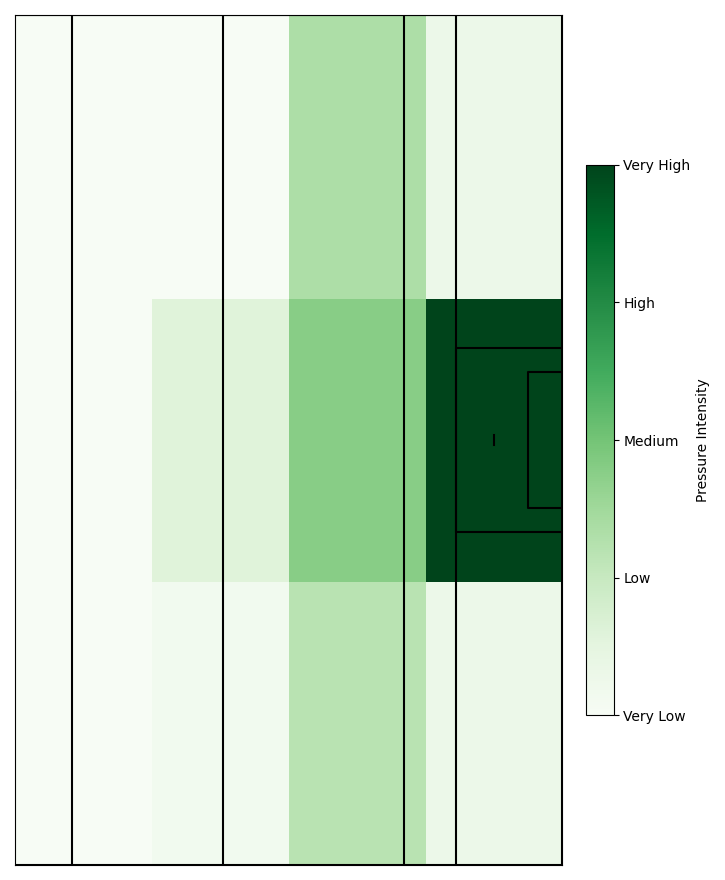 Very High
High
Medium
Low
Very Low
Pressure Intensity